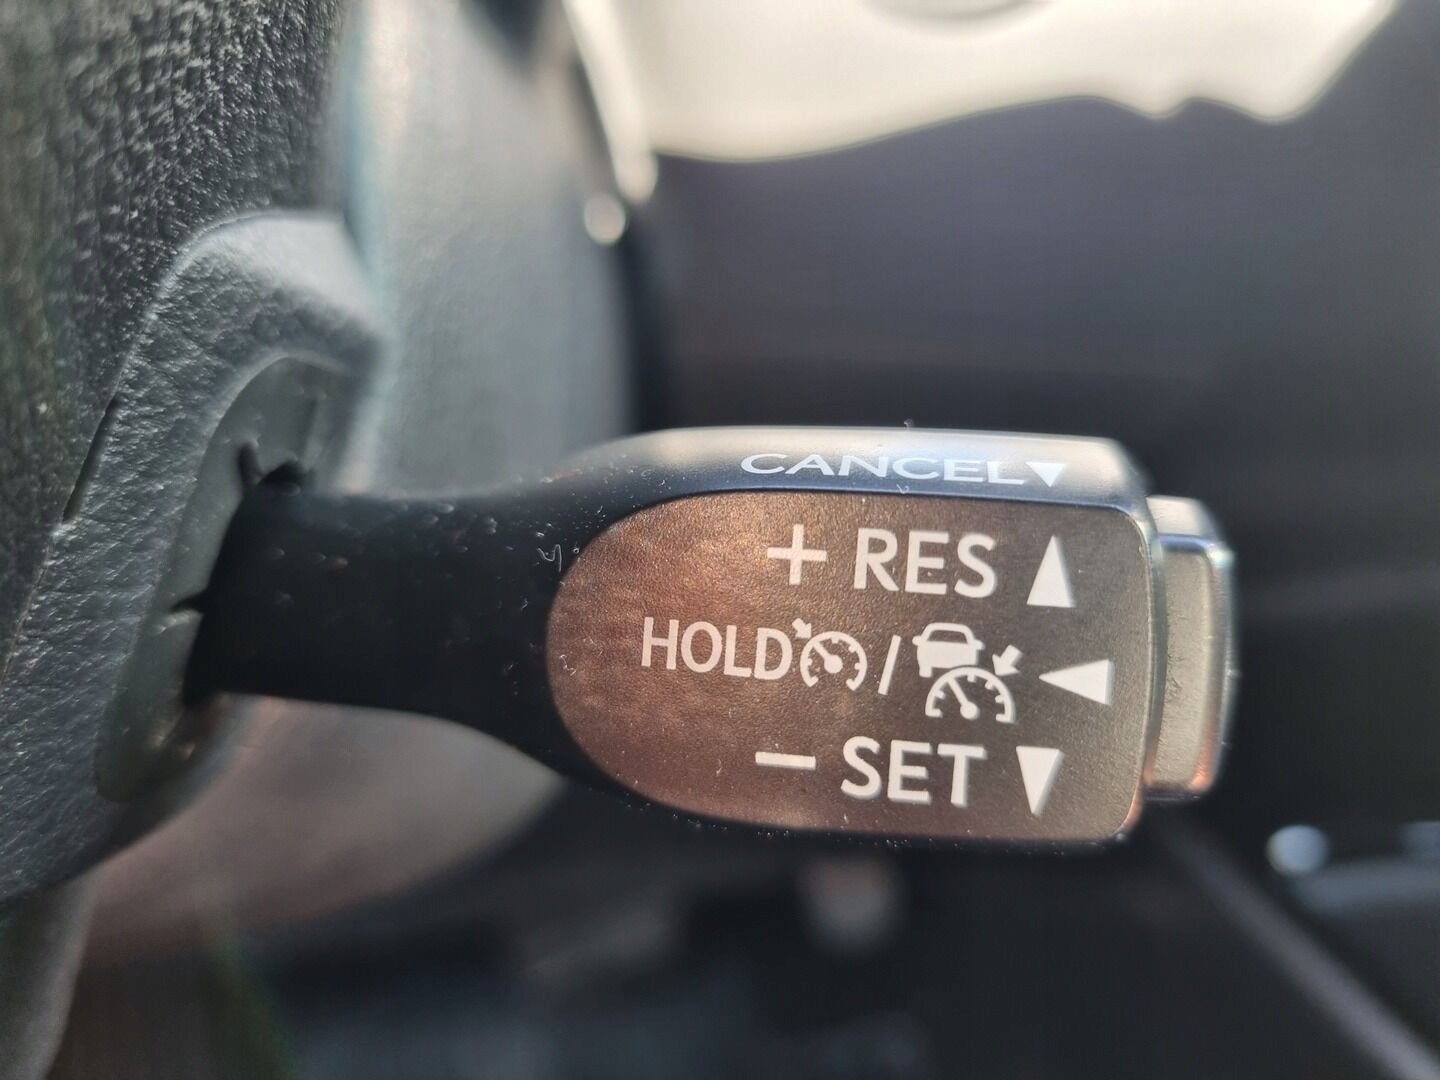 CANCEL▼
+ RES ▲
HOLD / ◀
− SET ▼